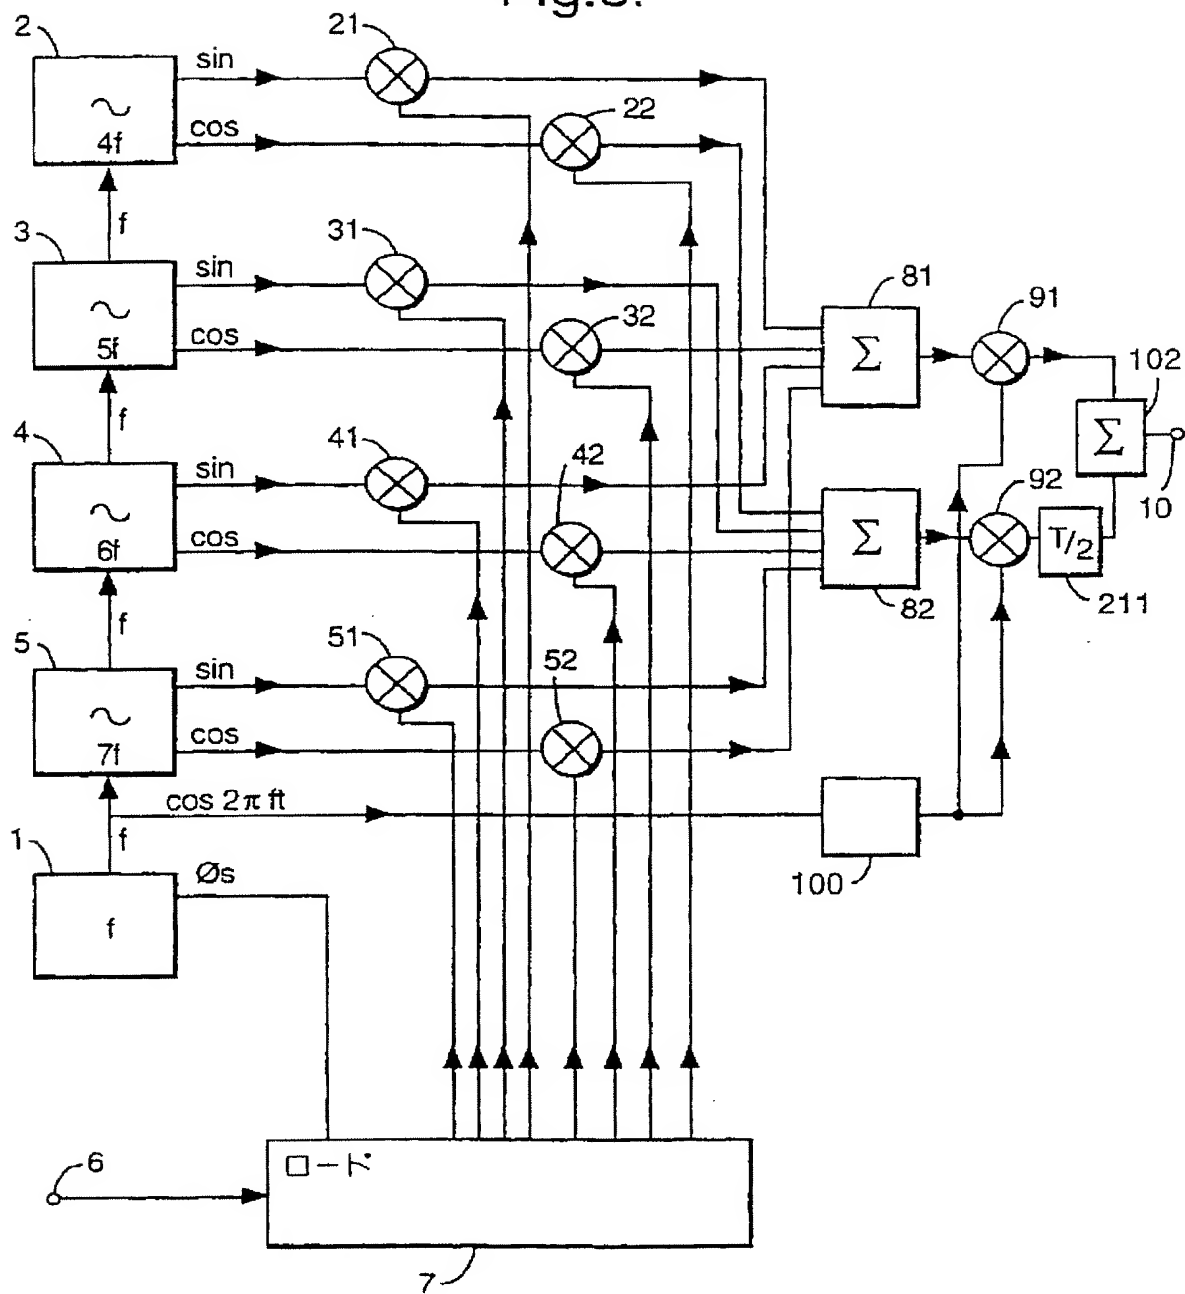 2
21
sin
22
4f
cos
f
3
31
sin
32
5f
cos
81
91
102
Σ
f
4
41
42
sin
Σ
92
10
6f
cos
Σ
T/2
82
211
f
5
51
52
sin
7f
cos
cos 2π ft
1
f
Øs
100
f
ロード
6
7